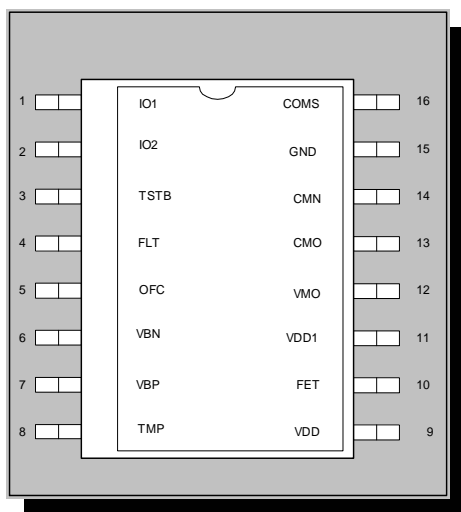 1 IO1 COMS 16
2 IO2 GND 15
3 TSTB CMN 14
4 FLT CMO 13
5 OFC VMO 12
6 VBN VDD1 11
7 VBP FET 10
8 TMP VDD 9